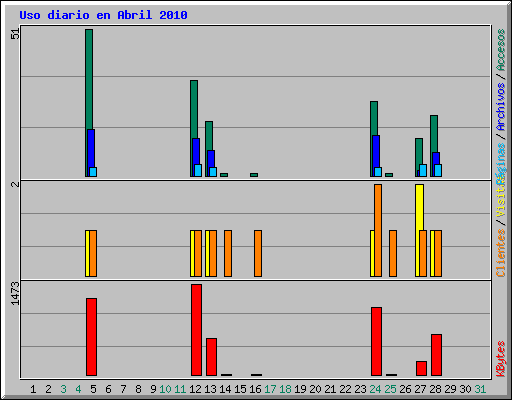 Uso diario en Abril 2010
51
2
1473
Clientes / Visitas
Páginas / Archivos / Accesos
KBytes
1 2 3 4 5 6 7 8 9 10 11 12 13 14 15 16 17 18 19 20 21 22 23 24 25 26 27 28 29 30 31